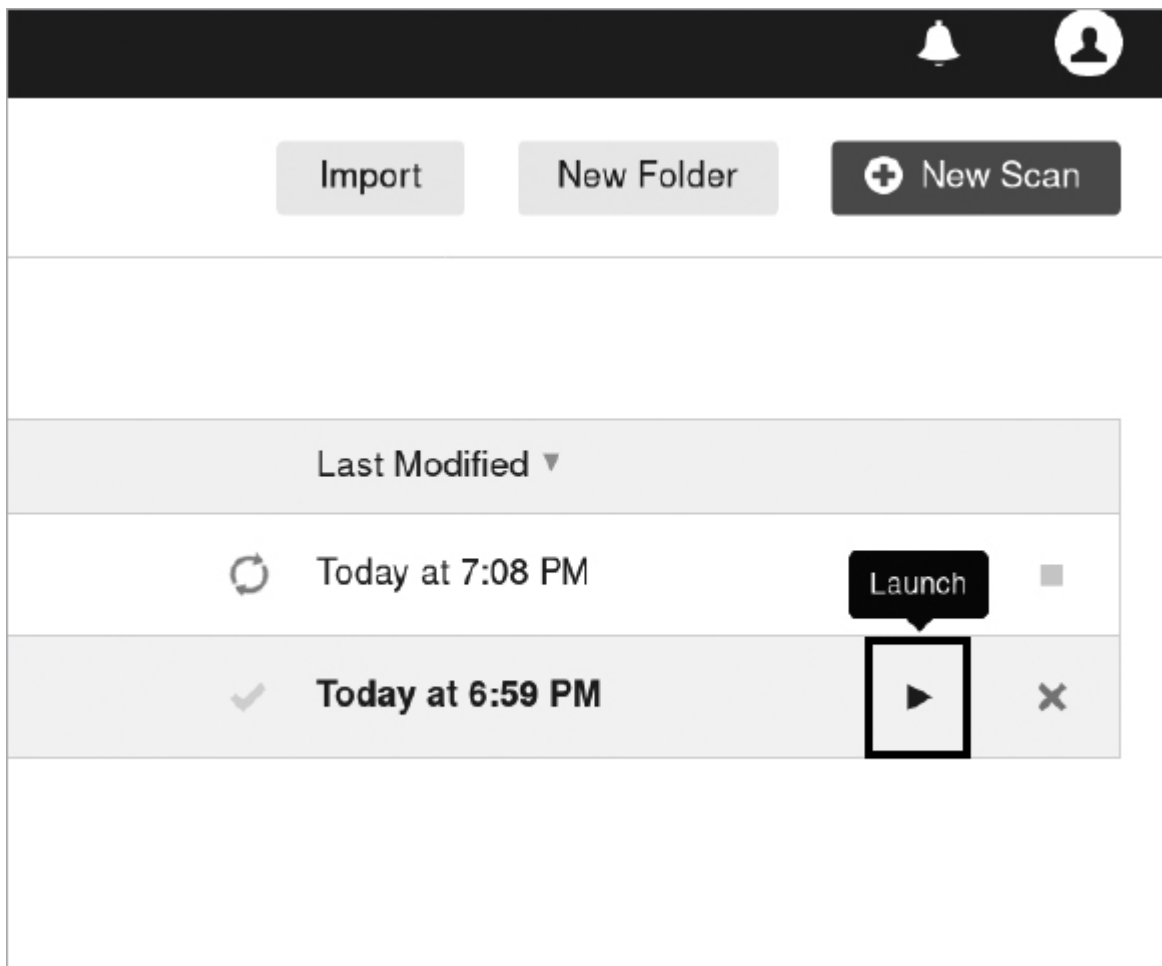 Import New Folder New Scan
Last Modified
Today at 7:08 PM
Launch
Today at 6:59 PM